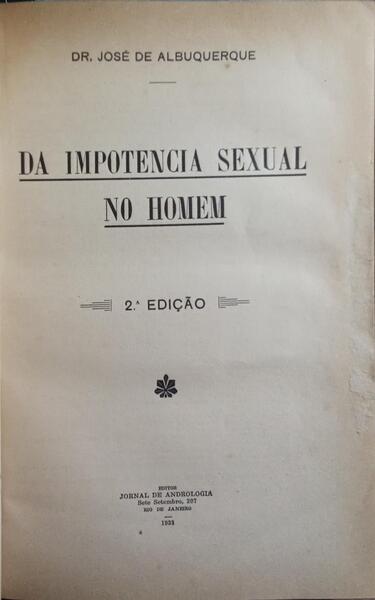 DR. JOSÉ DE ALBUQUERQUE
DA IMPOTENCIA SEXUAL
NO HOMEM
2.ª EDIÇÃO
EDITOR
JORNAL DE ANDROLOGIA
Sete Setembro, 207
RIO DE JANEIRO
1933